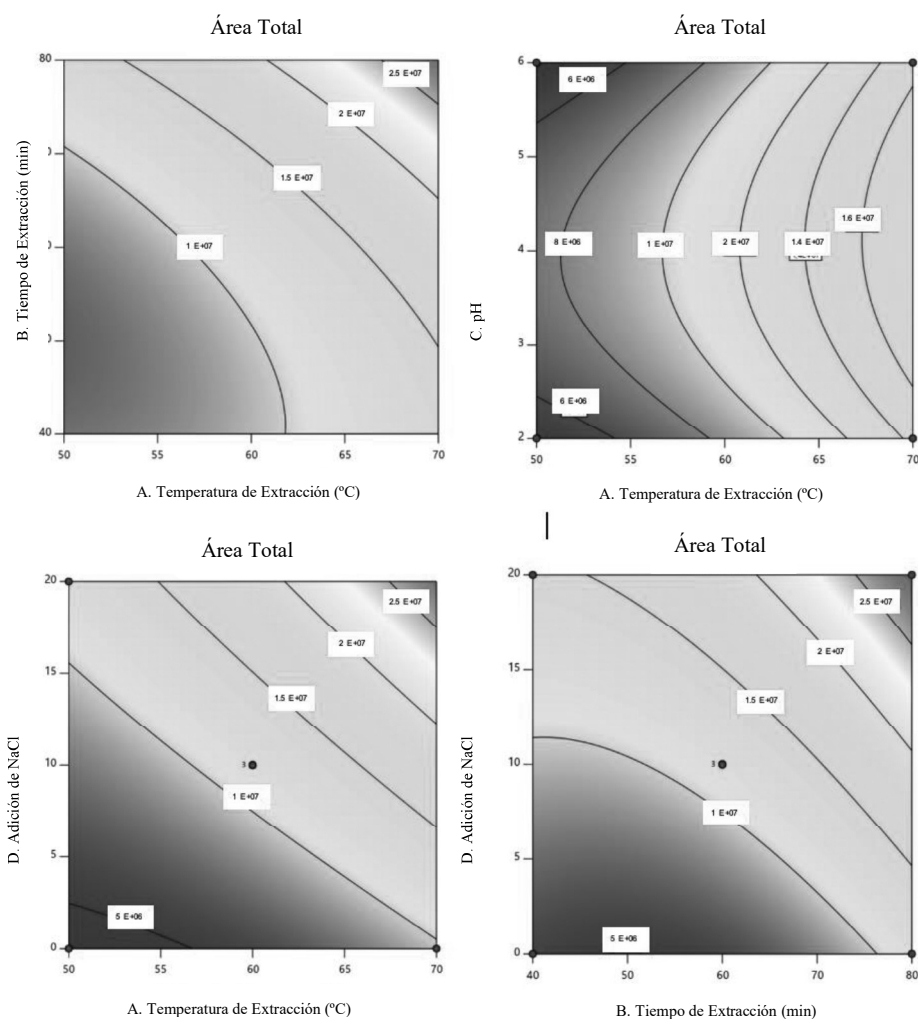 Área Total
80
2.5 E+07
2 E+07
1.5 E+07
1 E+07
40
B. Tiempo de Extracción (min)
50 55 60 65 70
A. Temperatura de Extracción (ºC)
Área Total
6
6 E+06
5
1.6 E+07
4
8 E+06 1 E+07 2 E+07 1.4 E+07
3
6 E+06
2
C. pH
50 55 60 65 70
A. Temperatura de Extracción (ºC)
Área Total
20
2.5 E+07
2 E+07
15
1.5 E+07
10
3
1 E+07
5
5 E+06
0
D. Adición de NaCl
50 55 60 65 70
A. Temperatura de Extracción (ºC)
Área Total
20
2.5 E+07
2 E+07
15
1.5 E+07
10
3
1 E+07
5
5 E+06
0
D. Adición de NaCl
40 50 60 70 80
B. Tiempo de Extracción (min)